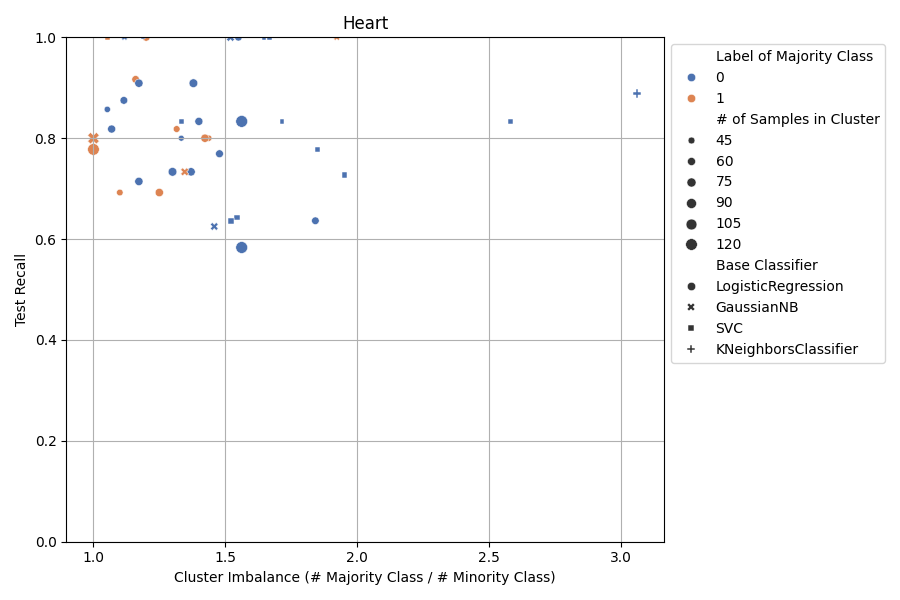 Heart
1.0
0.8
0.6
0.4
0.2
0.0
Test Recall
1.0
1.5
2.0
2.5
3.0
Cluster Imbalance (# Majority Class / # Minority Class)
Label of Majority Class
0
1
# of Samples in Cluster
45
60
75
90
105
120
Base Classifier
LogisticRegression
GaussianNB
SVC
KNeighborsClassifier